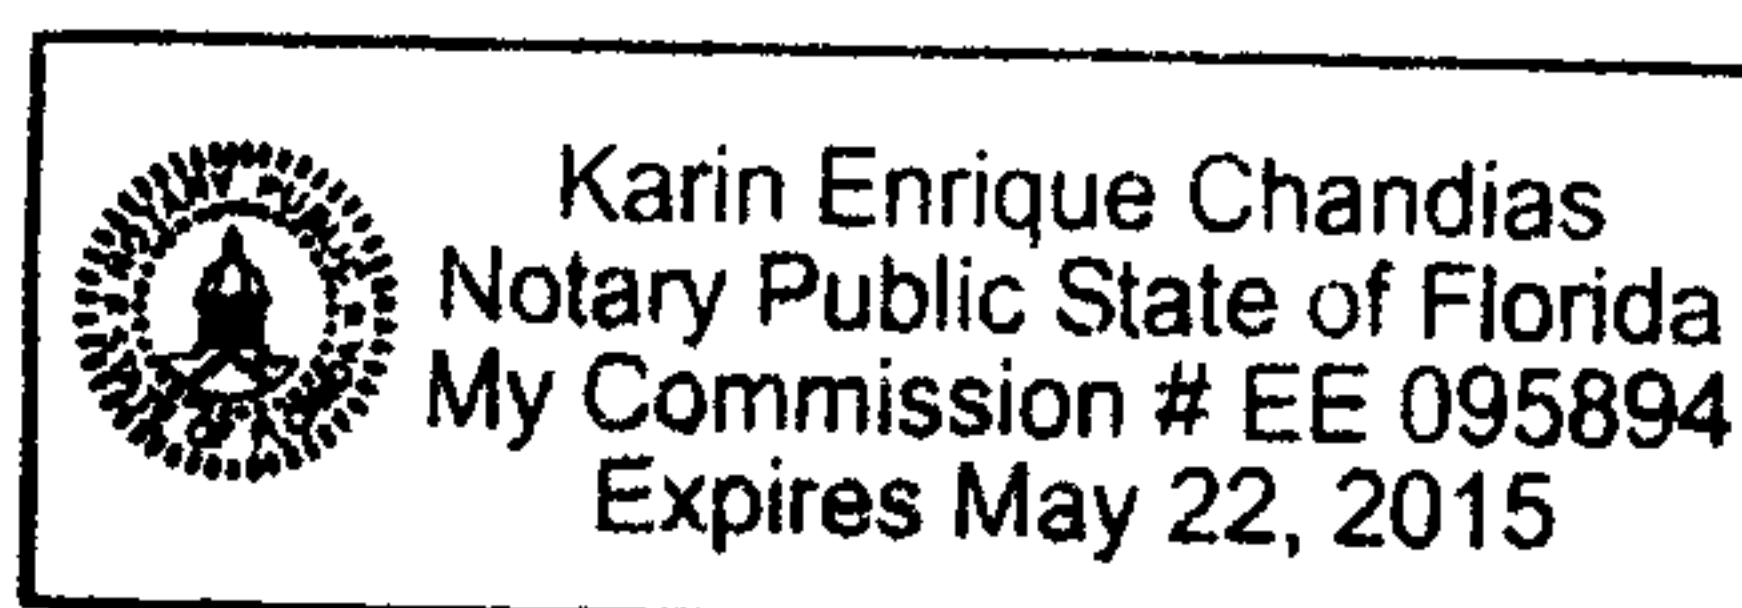 Karin Enrique Chandias
Notary Public State of Florida
My Commission # EE 095894
Expires May 22, 2015